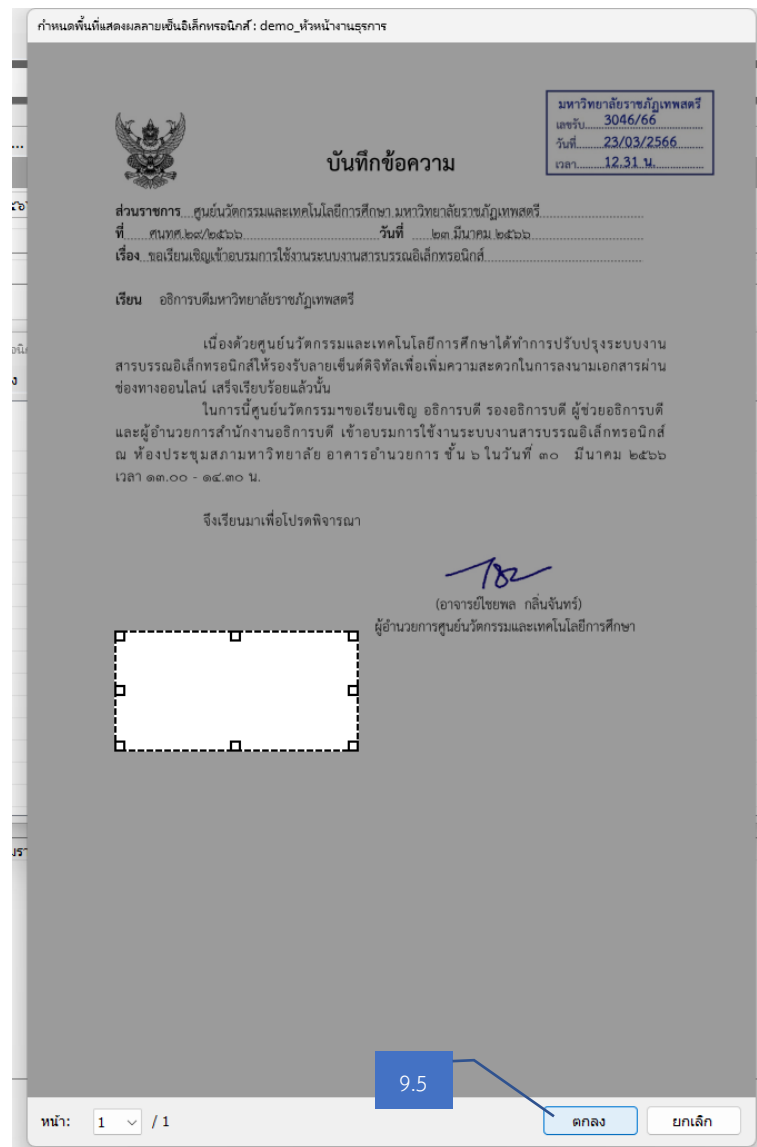 กำหนดพื้นที่แสดงผลลายเซ็นอิเล็กทรอนิกส์ : demo_หัวหน้างานธุรการ
มหาวิทยาลัยราชภัฏเทพสตรี
เลขรับ 3046/66
วันที่ 23/03/2566
เวลา 12.31 น.
บันทึกข้อความ
ส่วนราชการ ศูนย์นวัตกรรมและเทคโนโลยีการศึกษา มหาวิทยาลัยราชภัฏเทพสตรี
ที่ ศนทศ.๒๙/๒๕๖๖ วันที่ ๒๓ มีนาคม ๒๕๖๖
เรื่อง ขอเรียนเชิญเข้าอบรมการใช้งานระบบงานสารบรรณอิเล็กทรอนิกส์
เรียน อธิการบดีมหาวิทยาลัยราชภัฏเทพสตรี
เนื่องด้วยศูนย์นวัตกรรมและเทคโนโลยีการศึกษาได้ทำการปรับปรุงระบบงาน
สารบรรณอิเล็กทรอนิกส์ให้รองรับลายเซ็นต์ดิจิทัลเพื่อเพิ่มความสะดวกในการลงนามเอกสารผ่าน
ช่องทางออนไลน์ เสร็จเรียบร้อยแล้วนั้น
ในการนี้ศูนย์นวัตกรรมฯขอเรียนเชิญ อธิการบดี รองอธิการบดี ผู้ช่วยอธิการบดี
และผู้อำนวยการสำนักงานอธิการบดี เข้าอบรมการใช้งานระบบงานสารบรรณอิเล็กทรอนิกส์
ณ ห้องประชุมสภามหาวิทยาลัย อาคารอำนวยการ ชั้น ๖ ในวันที่ ๓๐ มีนาคม ๒๕๖๖
เวลา ๑๓.๐๐ - ๑๔.๓๐ น.
จึงเรียนมาเพื่อโปรดพิจารณา
(อาจารย์ไชยพล กลิ่นจันทร์)
ผู้อำนวยการศูนย์นวัตกรรมและเทคโนโลยีการศึกษา
9.5
หน้า: 1 / 1
ตกลง
ยกเลิก